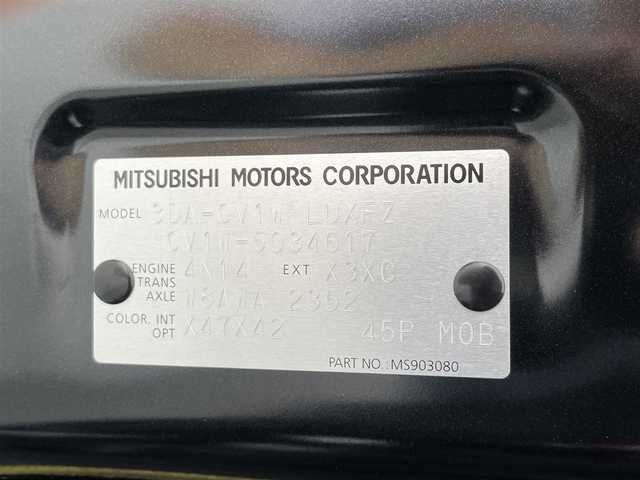 MITSUBISHI MOTORS CORPORATION
MODEL 3DA-CV1W LUXFZ
CV1W-5034617
ENGINE 4N14 EXT X3XC
TRANS
AXLE W8AWA 2352
COLOR, INT X47X42 45P M0B
OPT
PART NO.:MS903080